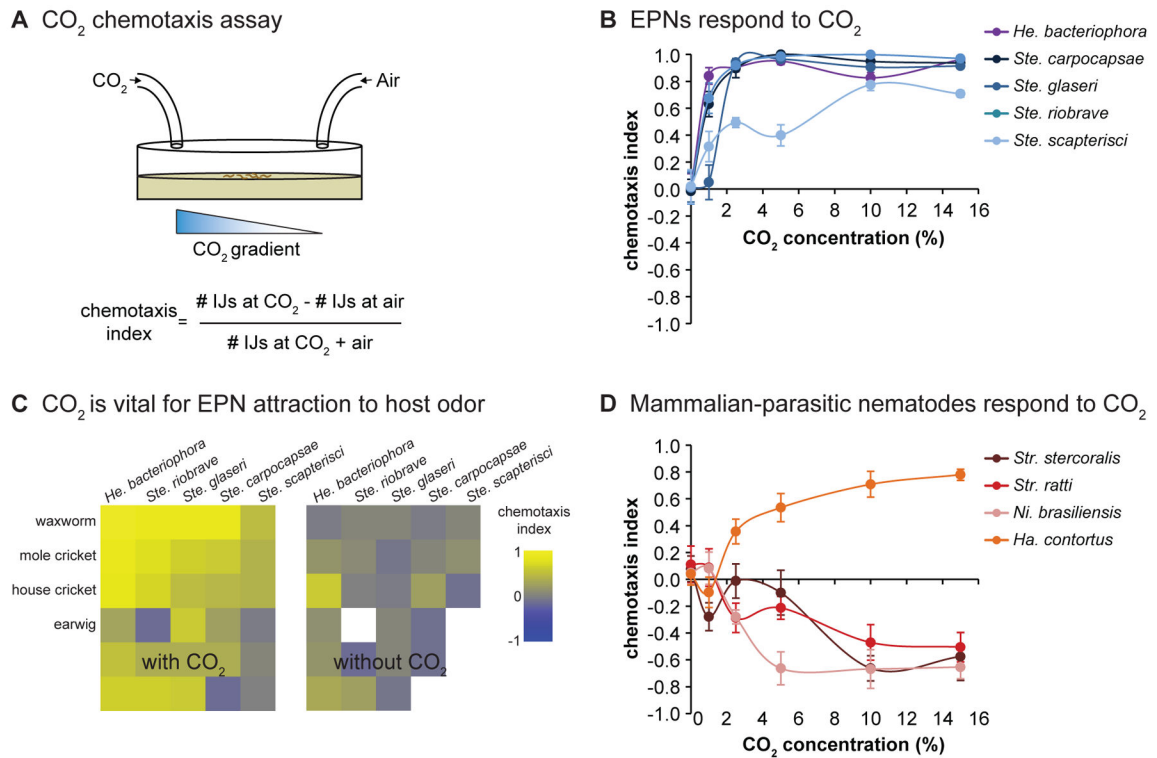 A CO2 chemotaxis assay
CO2
Air
CO2 gradient
chemotaxis index = # IJs at CO2 - # IJs at air
# IJs at CO2 + air
B EPNs respond to CO2
He. bacteriophora
Ste. carpocapsae
Ste. glaseri
Ste. riobrave
Ste. scapterisci
chemotaxis index
1.0
0.8
0.6
0.4
0.2
0
-0.2
-0.4
-0.6
-0.8
-1.0
2 4 6 8 10 12 14 16
CO2 concentration (%)
C CO2 is vital for EPN attraction to host odor
He. bacteriophora
Ste. riobrave
Ste. glaseri
Ste. carpocapsae
Ste. scapterisci
He. bacteriophora
Ste. riobrave
Ste. glaseri
Ste. carpocapsae
Ste. scapterisci
waxworm
mole cricket
house cricket
earwig
with CO2
without CO2
chemotaxis
index
1
0
-1
D Mammalian-parasitic nematodes respond to CO2
Str. stercoralis
Str. ratti
Ni. brasiliensis
Ha. contortus
chemotaxis index
1.0
0.8
0.6
0.4
0.2
0.0
-0.2
-0.4
-0.6
-0.8
-1.0
0 2 4 6 8 10 12 14 16
CO2 concentration (%)